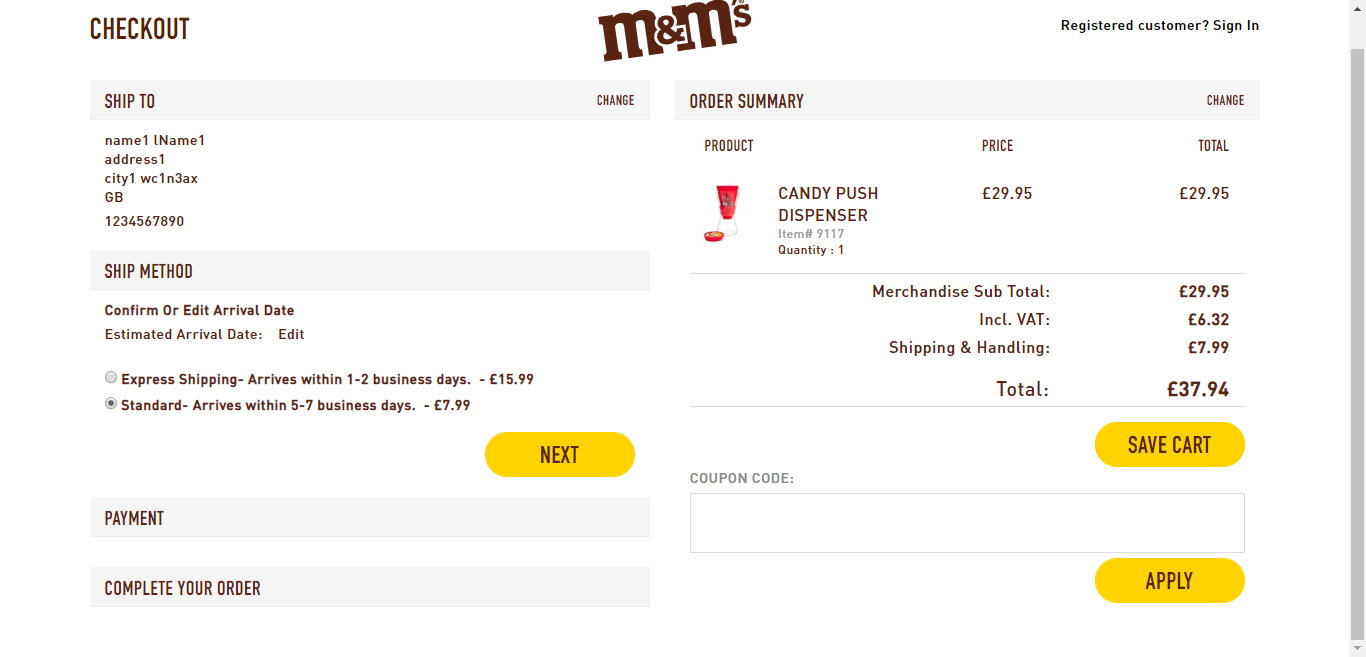 CHECKOUT
m&m's®
Registered customer? Sign In
SHIP TO
CHANGE
name1 lName1
address1
city1 wc1n3ax
GB
1234567890
SHIP METHOD
Confirm Or Edit Arrival Date
Estimated Arrival Date: Edit
Express Shipping- Arrives within 1-2 business days. - £15.99
Standard- Arrives within 5-7 business days. - £7.99
NEXT
PAYMENT
COMPLETE YOUR ORDER
ORDER SUMMARY
CHANGE
PRODUCT PRICE TOTAL
CANDY PUSH £29.95 £29.95
DISPENSER
Item# 9117
Quantity : 1
Merchandise Sub Total: £29.95
Incl. VAT: £6.32
Shipping & Handling: £7.99
Total: £37.94
SAVE CART
COUPON CODE:
APPLY